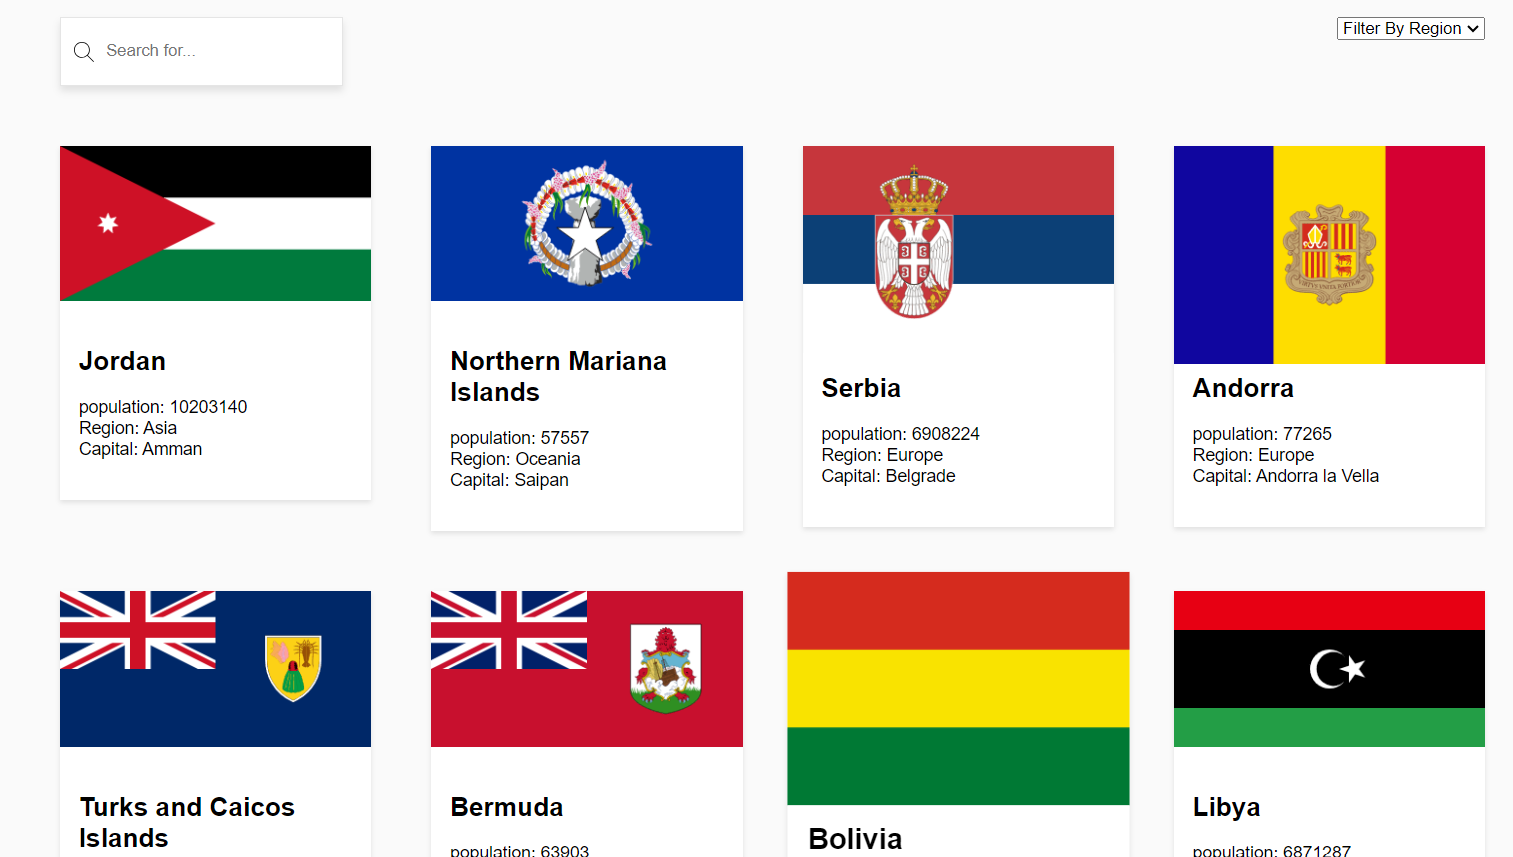 Search for...
Filter By Region
Jordan
population: 10203140
Region: Asia
Capital: Amman
Northern Mariana
Islands
population: 57557
Region: Oceania
Capital: Saipan
Serbia
population: 6908224
Region: Europe
Capital: Belgrade
Andorra
population: 77265
Region: Europe
Capital: Andorra la Vella
Turks and Caicos
Islands
Bermuda
population: 63903
Bolivia
Libya
population: 6871287